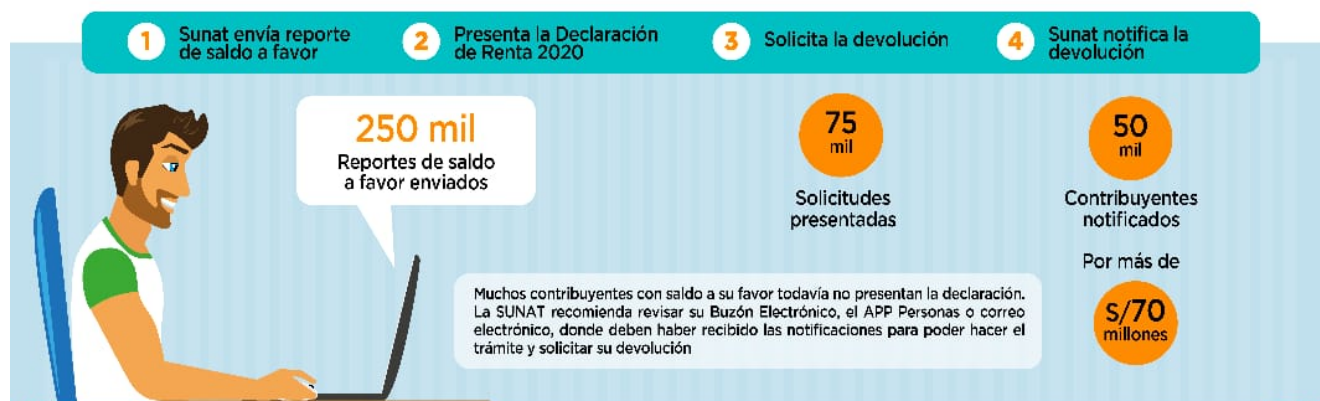 1 Sunat envía reporte
de saldo a favor
2 Presenta la Declaración
de Renta 2020
3 Solicita la devolución
4 Sunat notifica la
devolución
250 mil
Reportes de saldo
a favor enviados
75
mil
Solicitudes
presentadas
50
mil
Contribuyentes
notificados
Por más de
s/70
millones
Muchos contribuyentes con saldo a su favor todavía no presentan la declaración.
La SUNAT recomienda revisar su Buzón Electrónico, el APP Personas o correo
electrónico, donde deben haber recibido las notificaciones para poder hacer el
trámite y solicitar su devolución